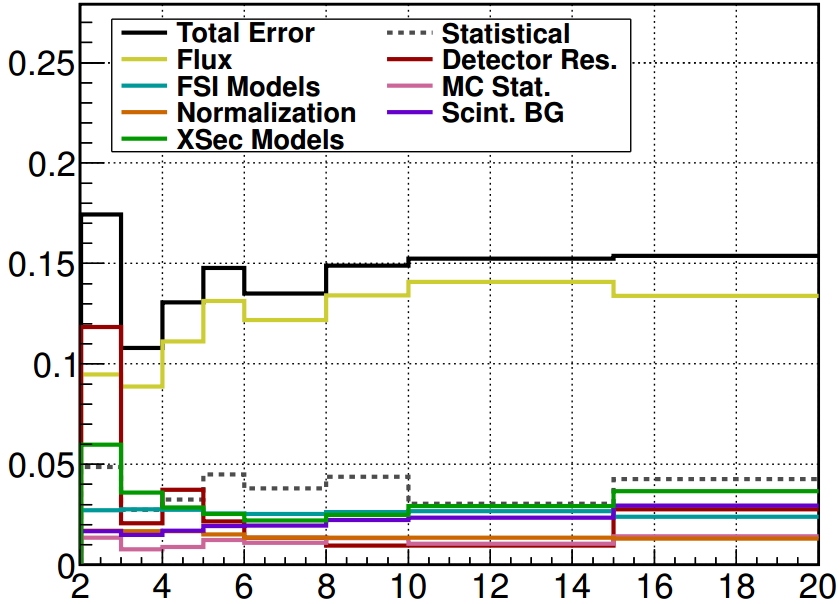 Total Error
Statistical
Flux
Detector Res.
FSI Models
MC Stat.
Normalization
Scint. BG
XSec Models
0.25
0.2
0.15
0.1
0.05
0
2 4 6 8 10 12 14 16 18 20